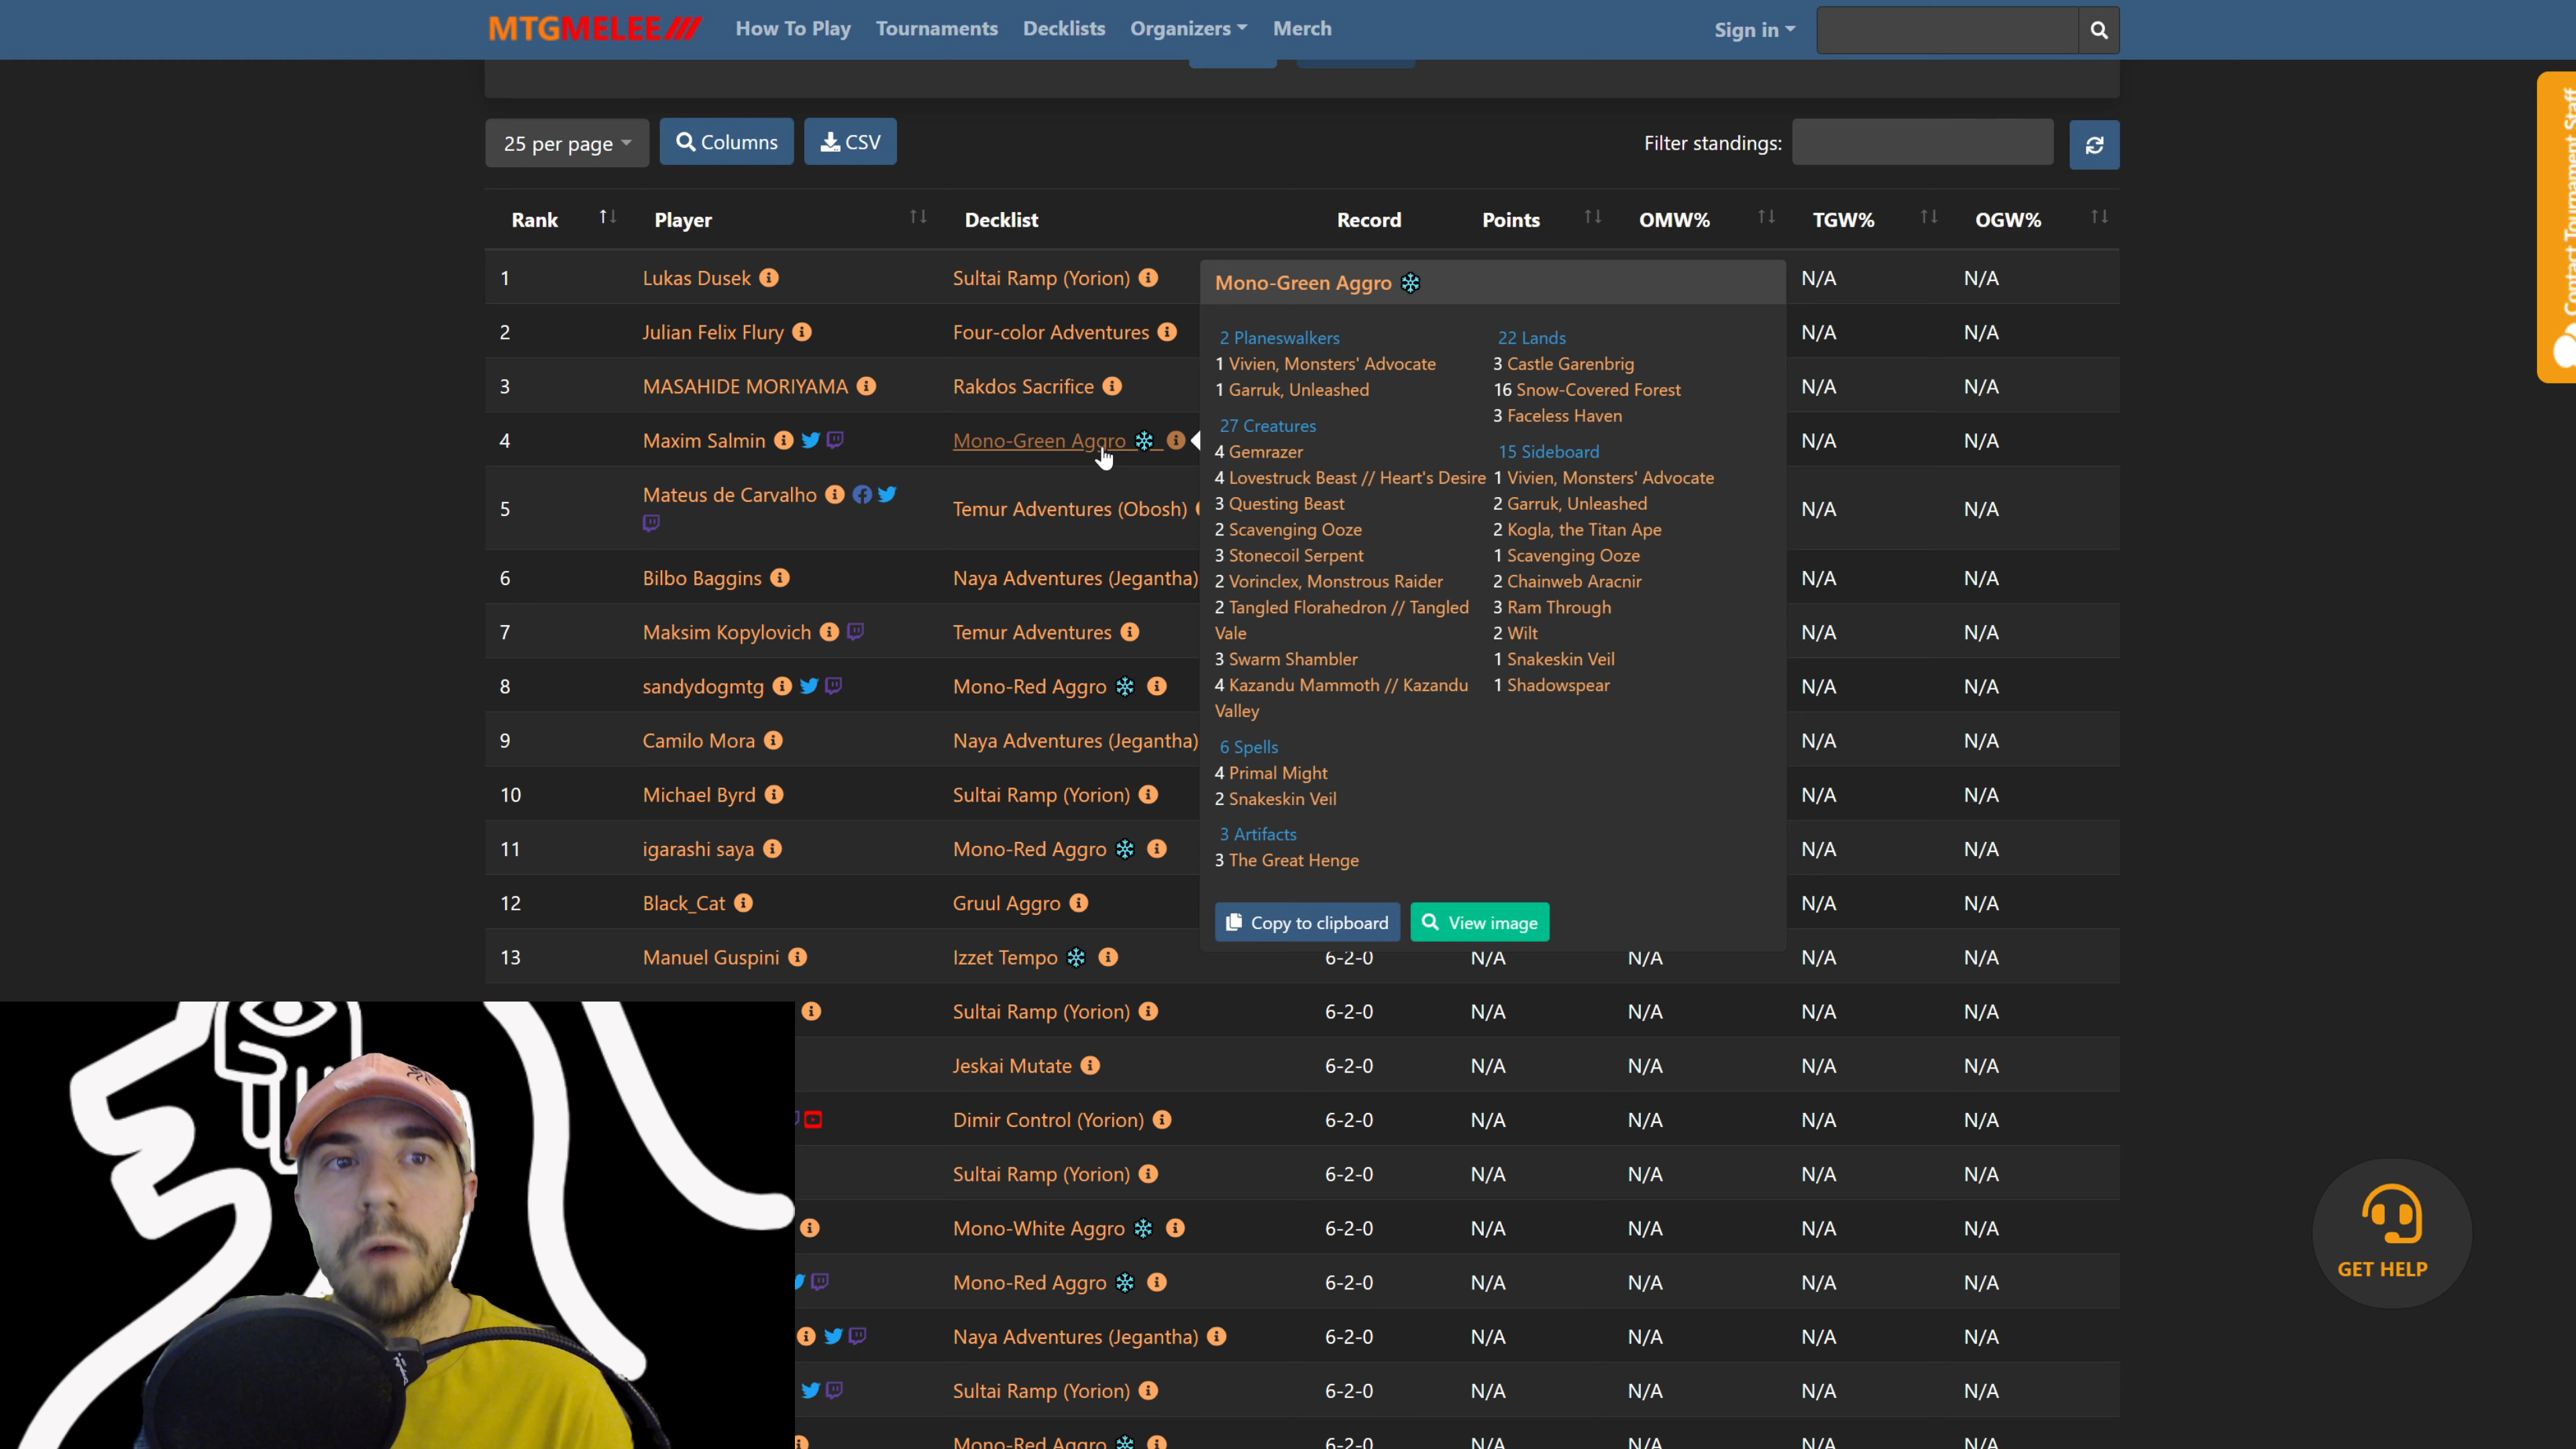 MTGMELEE
How To Play
Tournaments
Decklists
Organizers
Merch
Sign in
25 per page
Columns
CSV
Filter standings:
Contact Tournament Staff
Rank Player Decklist Record Points OMW% TGW% OGW%
1 Lukas Dusek Sultai Ramp (Yorion) N/A N/A
2 Julian Felix Flury Four-color Adventures N/A N/A
3 MASAHIDE MORIYAMA Rakdos Sacrifice N/A N/A
4 Maxim Salmin Mono-Green Aggro N/A N/A
5 Mateus de Carvalho Temur Adventures (Obosh) N/A N/A
6 Bilbo Baggins Naya Adventures (Jegantha) N/A N/A
7 Maksim Kopylovich Temur Adventures N/A N/A
8 sandydogmtg Mono-Red Aggro N/A N/A
9 Camilo Mora Naya Adventures (Jegantha) N/A N/A
10 Michael Byrd Sultai Ramp (Yorion) N/A N/A
11 igarashi saya Mono-Red Aggro N/A N/A
12 Black_Cat Gruul Aggro N/A N/A
13 Manuel Guspini Izzet Tempo 6-2-0 N/A N/A N/A N/A
Sultai Ramp (Yorion) 6-2-0 N/A N/A N/A N/A
Jeskai Mutate 6-2-0 N/A N/A N/A N/A
Dimir Control (Yorion) 6-2-0 N/A N/A N/A N/A
Sultai Ramp (Yorion) 6-2-0 N/A N/A N/A N/A
Mono-White Aggro 6-2-0 N/A N/A N/A N/A
Mono-Red Aggro 6-2-0 N/A N/A N/A N/A
Naya Adventures (Jegantha) 6-2-0 N/A N/A N/A N/A
Sultai Ramp (Yorion) 6-2-0 N/A N/A N/A N/A
Mono-Red Aggro 6-2-0 N/A N/A N/A N/A
Mono-Green Aggro
2 Planeswalkers
1 Vivien, Monsters' Advocate
1 Garruk, Unleashed
27 Creatures
4 Gemrazer
4 Lovestruck Beast // Heart's Desire
3 Questing Beast
2 Scavenging Ooze
3 Stonecoil Serpent
2 Vorinclex, Monstrous Raider
2 Tangled Florahedron // Tangled
Vale
3 Swarm Shambler
4 Kazandu Mammoth // Kazandu
Valley
6 Spells
4 Primal Might
2 Snakeskin Veil
3 Artifacts
3 The Great Henge
22 Lands
3 Castle Garenbrig
16 Snow-Covered Forest
3 Faceless Haven
15 Sideboard
1 Vivien, Monsters' Advocate
2 Garruk, Unleashed
2 Kogla, the Titan Ape
1 Scavenging Ooze
2 Chainweb Aracnir
3 Ram Through
2 Wilt
1 Snakeskin Veil
1 Shadowspear
Copy to clipboard
View image
GET HELP